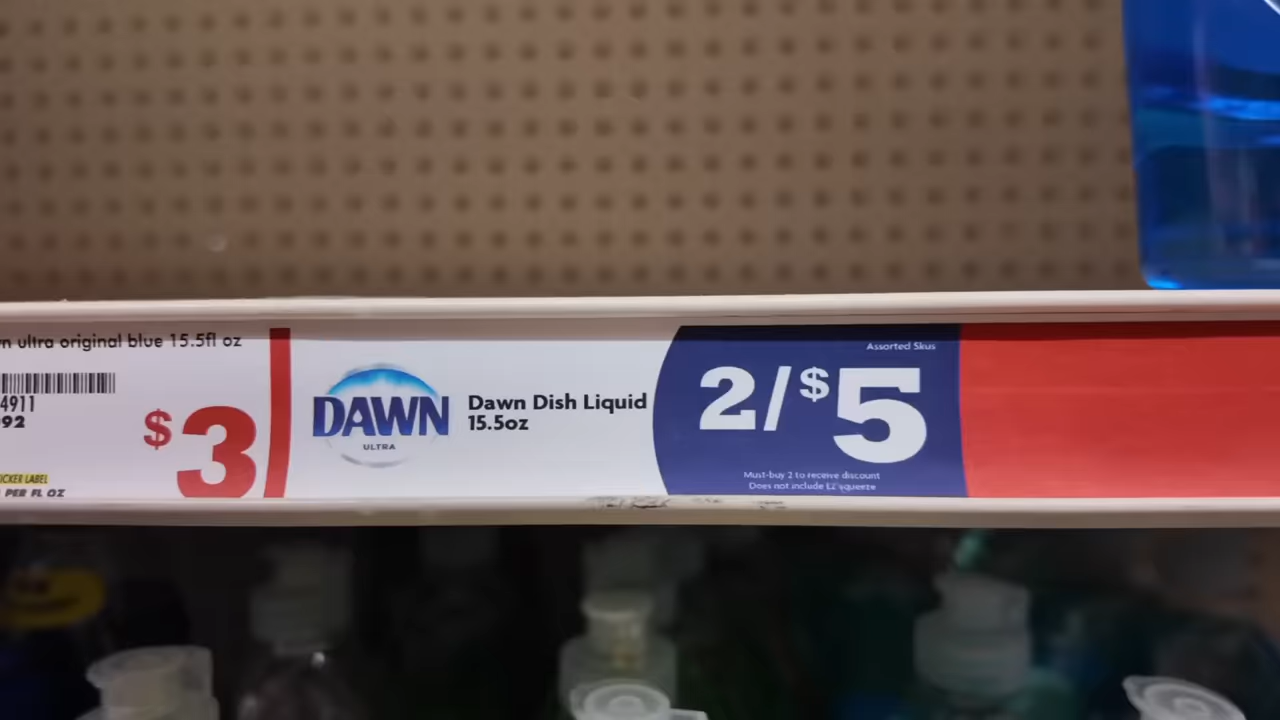 n ultra original blue 15.5fl oz
4911
92
$3
ICKER LABEL
PER FL OZ
DAWN
ULTRA
Dawn Dish Liquid
15.5oz
Assorted Skus
2/$5
Must-buy 2 to receive discount
Does not include EZ squeeze